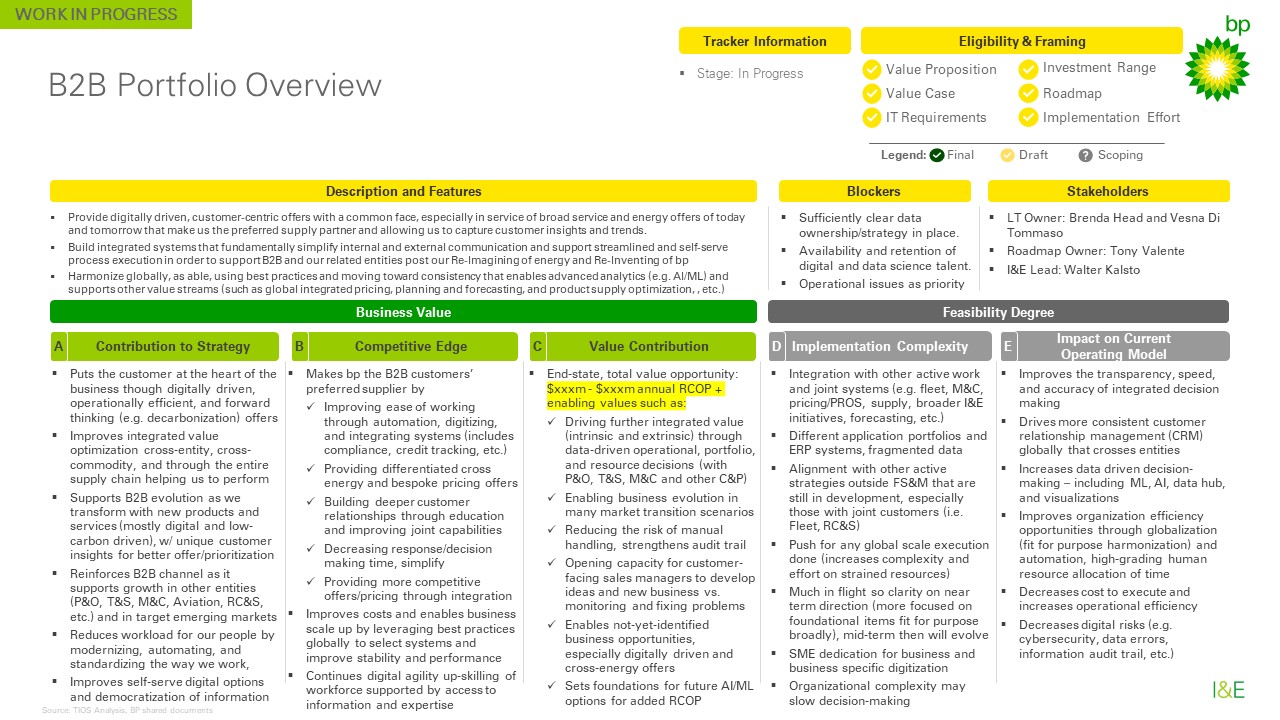 WORK IN PROGRESS
bp
Tracker Information
Eligibility & Framing
B2B Portfolio Overview
▪ Stage: In Progress
Value Proposition
Investment Range
Value Case
Roadmap
IT Requirements
Implementation Effort
Legend: Final Draft ? Scoping
Description and Features
▪ Provide digitally driven, customer-centric offers with a common face, especially in service of broad service and energy offers of today
and tomorrow that make us the preferred supply partner and allowing us to capture customer insights and trends.
▪ Build integrated systems that fundamentally simplify internal and external communication and support streamlined and self-serve
process execution in order to support B2B and our related entities post our Re-Imagining of energy and Re-Inventing of bp
▪ Harmonize globally, as able, using best practices and moving toward consistency that enables advanced analytics (e.g. AI/ML) and
supports other value streams (such as global integrated pricing, planning and forecasting, and product supply optimization, , etc.)
Blockers
▪ Sufficiently clear data
ownership/strategy in place.
▪ Availability and retention of
digital and data science talent.
▪ Operational issues as priority
Stakeholders
▪ LT Owner: Brenda Head and Vesna Di
Tommaso
▪ Roadmap Owner: Tony Valente
▪ I&E Lead: Walter Kalsto
Business Value
Feasibility Degree
A Contribution to Strategy
▪ Puts the customer at the heart of the
business though digitally driven,
operationally efficient, and forward
thinking (e.g. decarbonization) offers
▪ Improves integrated value
optimization cross-entity, cross-
commodity, and through the entire
supply chain helping us to perform
▪ Supports B2B evolution as we
transform with new products and
services (mostly digital and low-
carbon driven), w/ unique customer
insights for better offer/prioritization
▪ Reinforces B2B channel as it
supports growth in other entities
(P&O, T&S, M&C, Aviation, RC&S,
etc.) and in target emerging markets
▪ Reduces workload for our people by
modernizing, automating, and
standardizing the way we work,
▪ Improves self-serve digital options
and democratization of information
B Competitive Edge
▪ Makes bp the B2B customers’
preferred supplier by
✓ Improving ease of working
through automation, digitizing,
and integrating systems (includes
compliance, credit tracking, etc.)
✓ Providing differentiated cross
energy and bespoke pricing offers
✓ Building deeper customer
relationships through education
and improving joint capabilities
✓ Decreasing response/decision
making time, simplify
✓ Providing more competitive
offers/pricing through integration
▪ Improves costs and enables business
scale up by leveraging best practices
globally to select systems and
improve stability and performance
▪ Continues digital agility up-skilling of
workforce supported by access to
information and expertise
C Value Contribution
▪ End-state, total value opportunity:
$xxxm - $xxxm annual RCOP +
enabling values such as:
✓ Driving further integrated value
(intrinsic and extrinsic) through
data-driven operational, portfolio,
and resource decisions (with
P&O, T&S, M&C and other C&P)
✓ Enabling business evolution in
many market transition scenarios
✓ Reducing the risk of manual
handling, strengthens audit trail
✓ Opening capacity for customer-
facing sales managers to develop
ideas and new business vs.
monitoring and fixing problems
✓ Enables not-yet-identified
business opportunities,
especially digitally driven and
cross-energy offers
✓ Sets foundations for future AI/ML
options for added RCOP
D Implementation Complexity
▪ Integration with other active work
and joint systems (e.g. fleet, M&C,
pricing/PROS, supply, broader I&E
initiatives, forecasting, etc.)
▪ Different application portfolios and
ERP systems, fragmented data
▪ Alignment with other active
strategies outside FS&M that are
still in development, especially
those with joint customers (i.e.
Fleet, RC&S)
▪ Push for any global scale execution
done (increases complexity and
effort on strained resources)
▪ Much in flight so clarity on near
term direction (more focused on
foundational items fit for purpose
broadly), mid-term then will evolve
▪ SME dedication for business and
business specific digitization
▪ Organizational complexity may
slow decision-making
E Impact on Current
Operating Model
▪ Improves the transparency, speed,
and accuracy of integrated decision
making
▪ Drives more consistent customer
relationship management (CRM)
globally that crosses entities
▪ Increases data driven decision-
making – including ML, AI, data hub,
and visualizations
▪ Improves organization efficiency
opportunities through globalization
(fit for purpose harmonization) and
automation, high-grading human
resource allocation of time
▪ Decreases cost to execute and
increases operational efficiency
▪ Decreases digital risks (e.g.
cybersecurity, data errors,
information audit trail, etc.)
I&E
Source: TIOS Analysis, BP shared documents